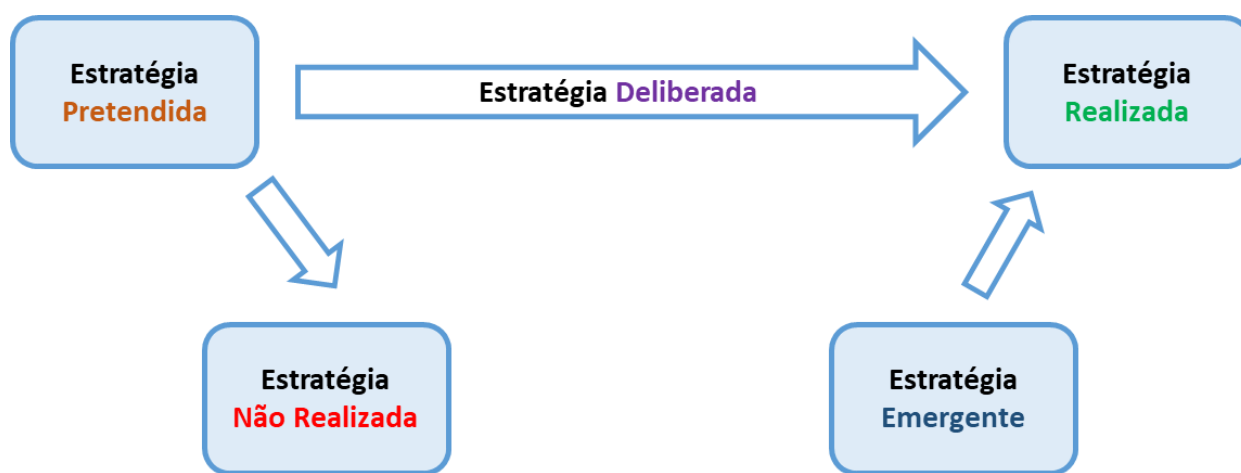 Estratégia
Pretendida
Estratégia Deliberada
Estratégia
Realizada
Estratégia
Não Realizada
Estratégia
Emergente